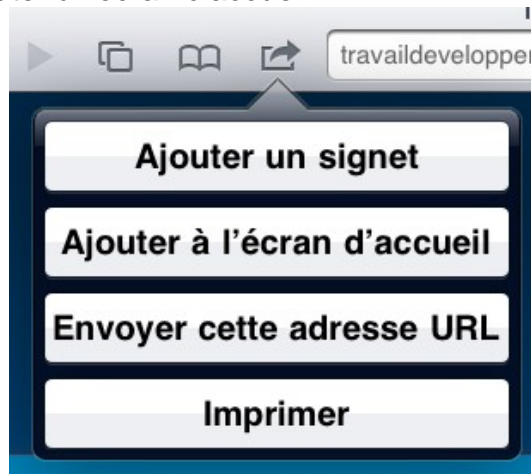 travaildeveloppe
Ajouter un signet
Ajouter à l’écran d’accueil
Envoyer cette adresse URL
Imprimer